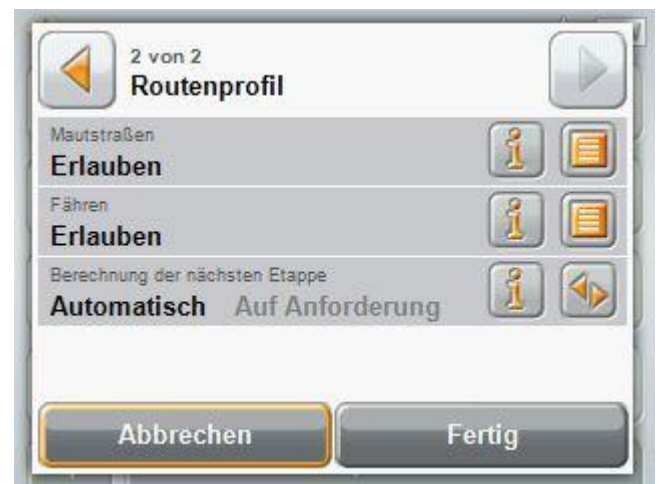 2 von 2
Routenprofil
Mautstraßen
Erlauben
Fähren
Erlauben
Berechnung der nächsten Etappe
Automatisch Auf Anforderung
Abbrechen Fertig